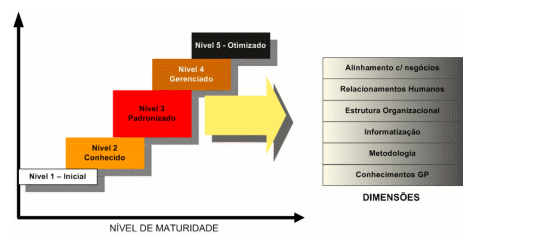 Nível 5 - Otimizado
Nível 4
Gerenciado
Nível 3
Padronizado
Nível 2
Conhecido
Nível 1 – Inicial
NÍVEL DE MATURIDADE
Alinhamento c/ negócios
Relacionamentos Humanos
Estrutura Organizacional
Informatização
Metodologia
Conhecimentos GP
DIMENSÕES